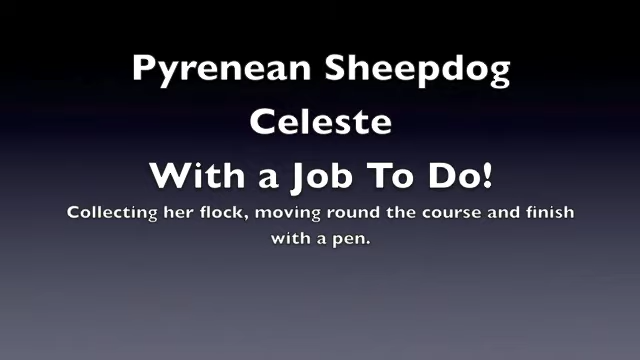 Pyrenean Sheepdog
Celeste
With a Job To Do!
Collecting her flock, moving round the course and finish
with a pen.